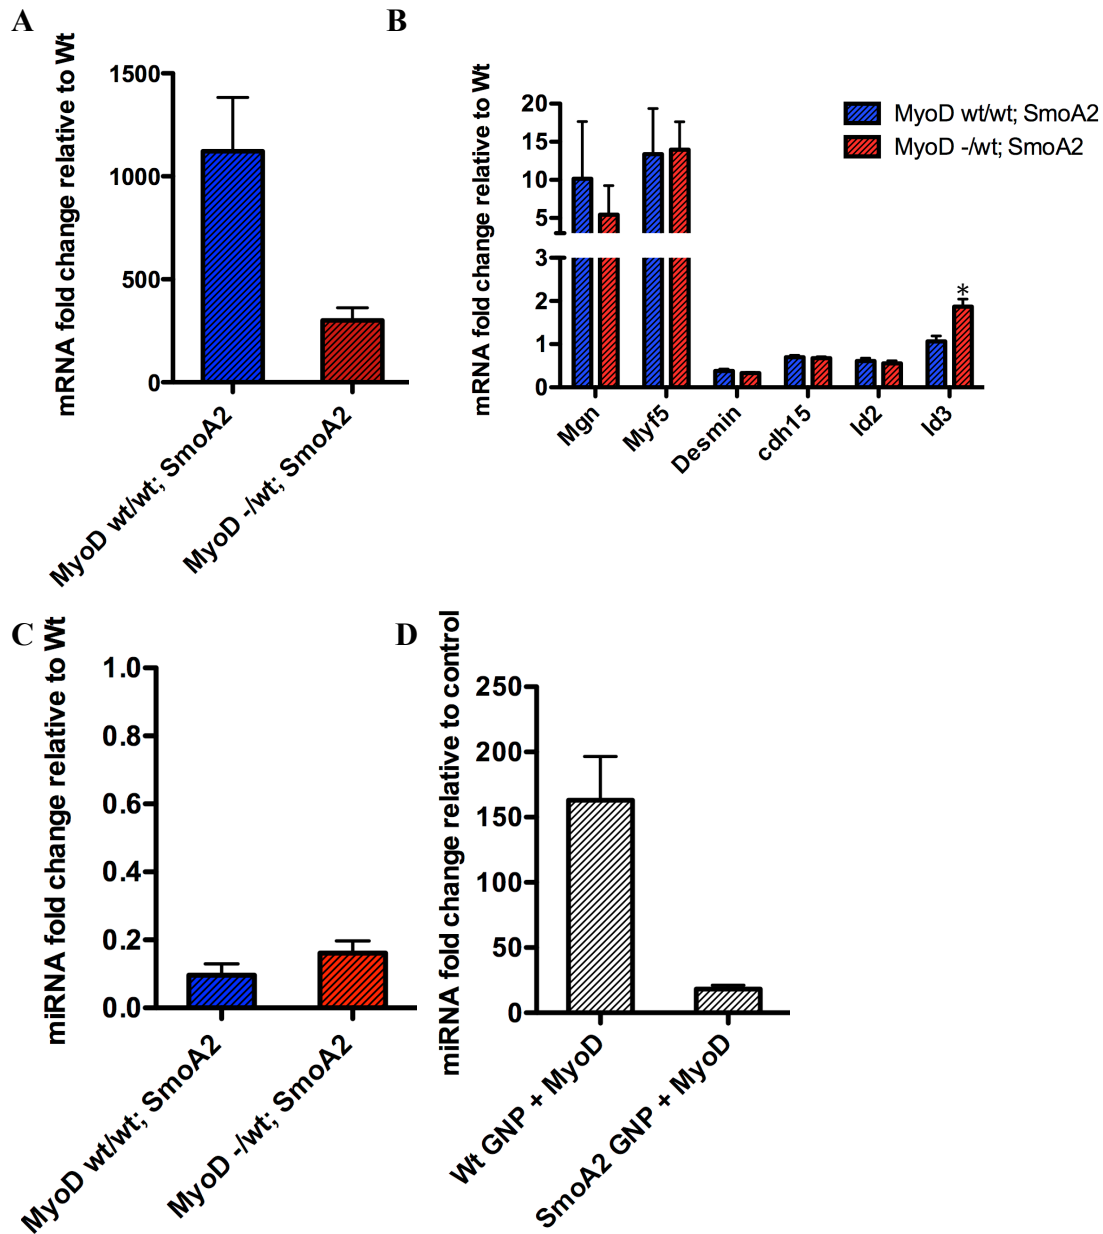 A
mRNA fold change relative to Wt
1500
1000
500
0
MyoD wt/wt; SmoA2
MyoD -/wt; SmoA2
B
mRNA fold change relative to Wt
20
15
10
5
3
2
1
0
Mgn
Myf5
Desmin
cdh15
Id2
Id3
*
MyoD wt/wt; SmoA2
MyoD -/wt; SmoA2
C
miRNA fold change relative to Wt
1.0
0.8
0.6
0.4
0.2
0.0
MyoD wt/wt; SmoA2
MyoD -/wt; SmoA2
D
miRNA fold change relative to control
250
200
150
100
50
0
Wt GNP + MyoD
SmoA2 GNP + MyoD